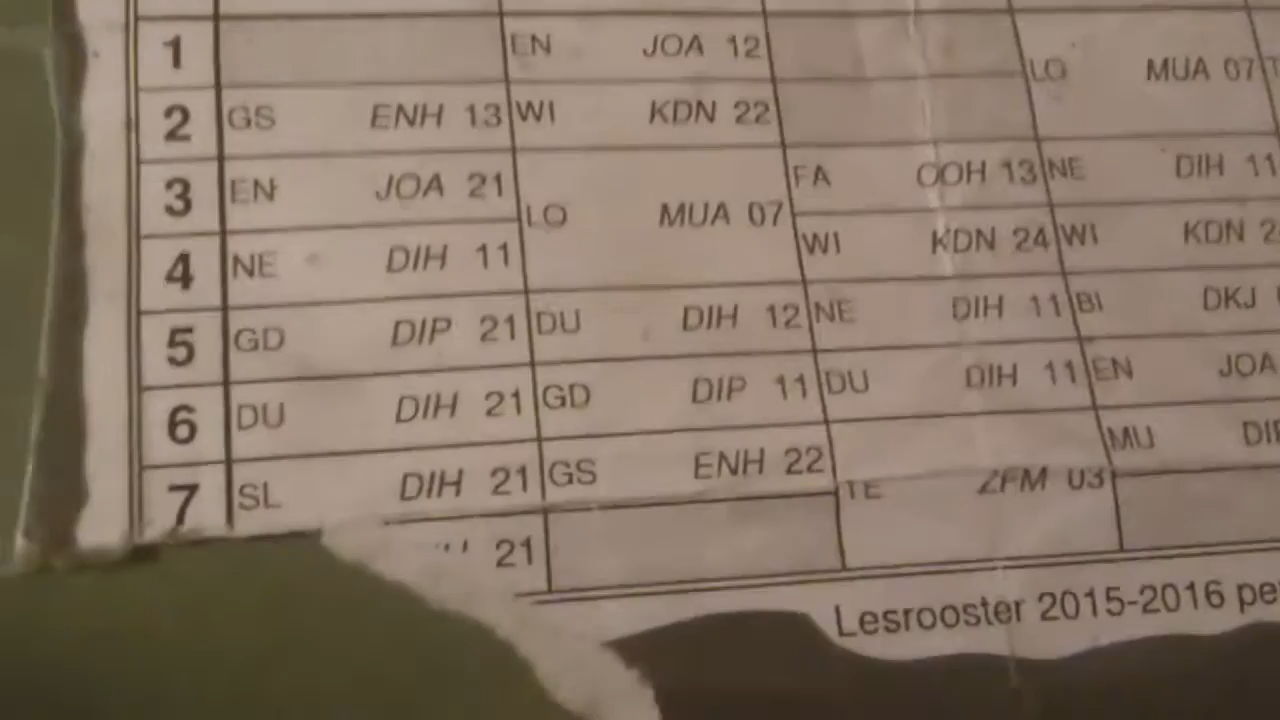 1 EN JOA 12
LO MUA 07
2 GS ENH 13 WI KDN 22
3 EN JOA 21 FA OOH 13 NE DIH 11
LO MUA 07
4 NE DIH 11 WI KDN 24 WI KDN
5 GD DIP 21 DU DIH 12 NE DIH 11 BI DKJ
6 DU DIH 21 GD DIP 11 DU DIH 11 EN JOA
7 SL DIH 21 GS ENH 22 MU
TE ZFM 03
21
Lesrooster 2015-2016